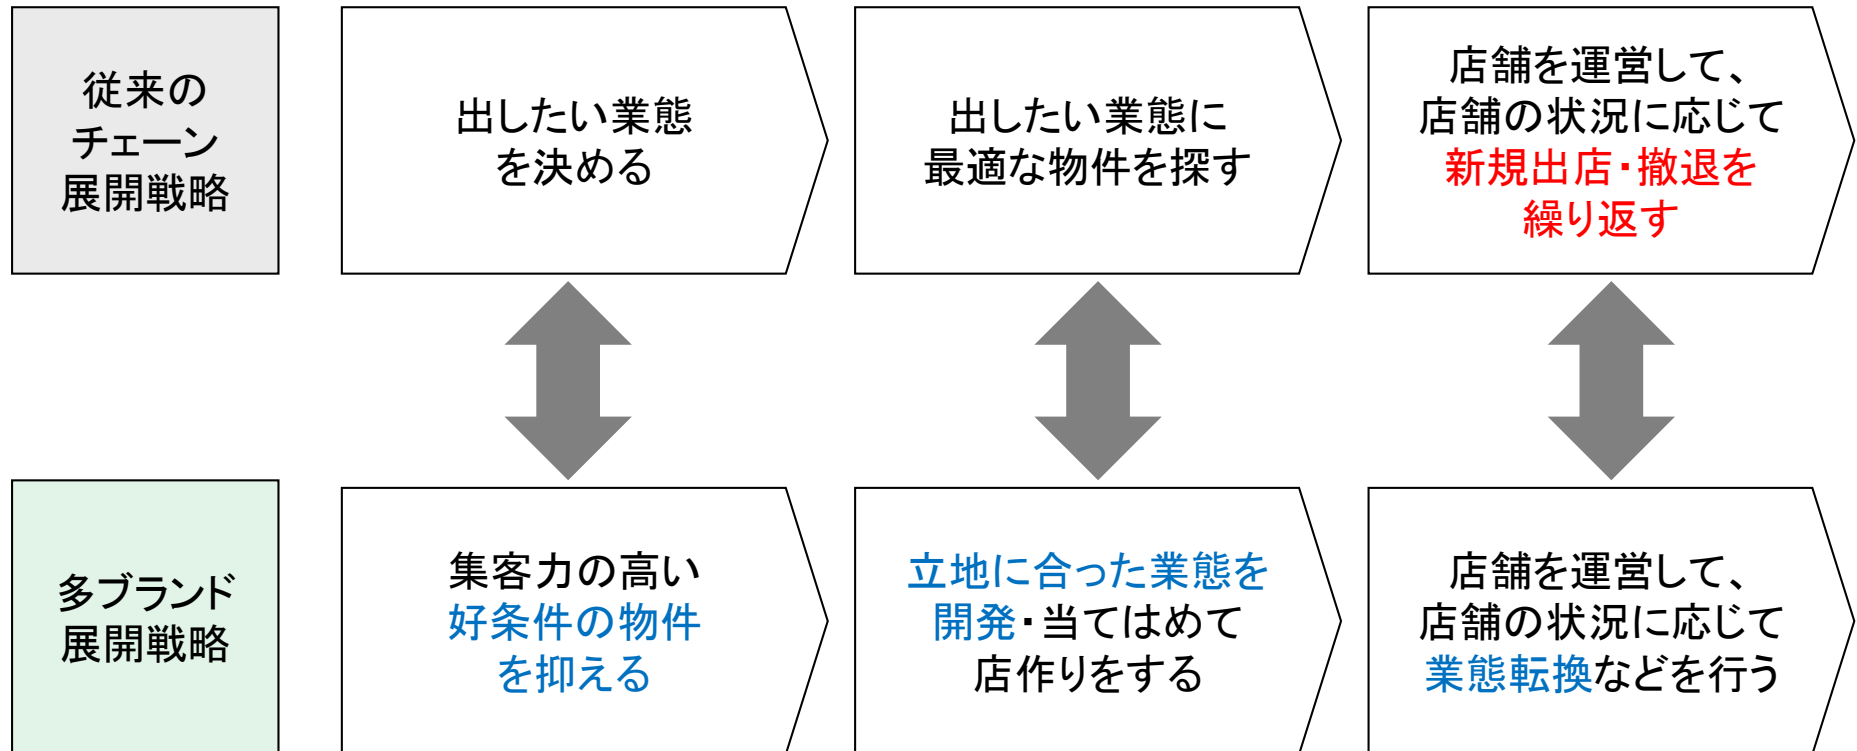 従来の
チェーン
展開戦略
出したい業態
を決める
出したい業態に
最適な物件を探す
店舗を運営して、
店舗の状況に応じて
新規出店・撤退を
繰り返す
多ブランド
展開戦略
集客力の高い
好条件の物件
を抑える
立地に合った業態を
開発・当てはめて
店作りをする
店舗を運営して、
店舗の状況に応じて
業態転換などを行う